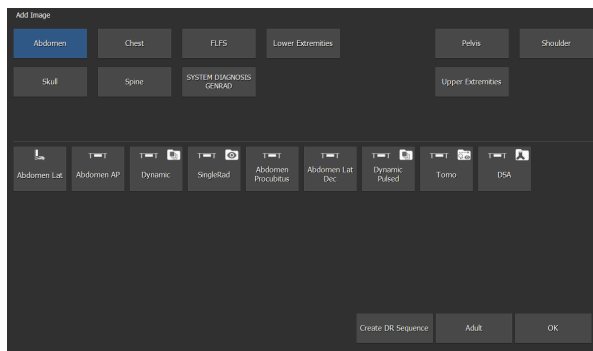 Add Image
Abdomen
Chest
FLFS
Lower Extremities
Pelvis
Shoulder
Skull
Spine
SYSTEM DIAGNOSIS
GENRAD
Upper Extremities
Abdomen Lat
Abdomen AP
Dynamic
SingleRad
Abdomen
Procubitus
Abdomen Lat
Dec
Dynamic
Pulsed
Tomo
DSA
Create DR Sequence
Adult
OK